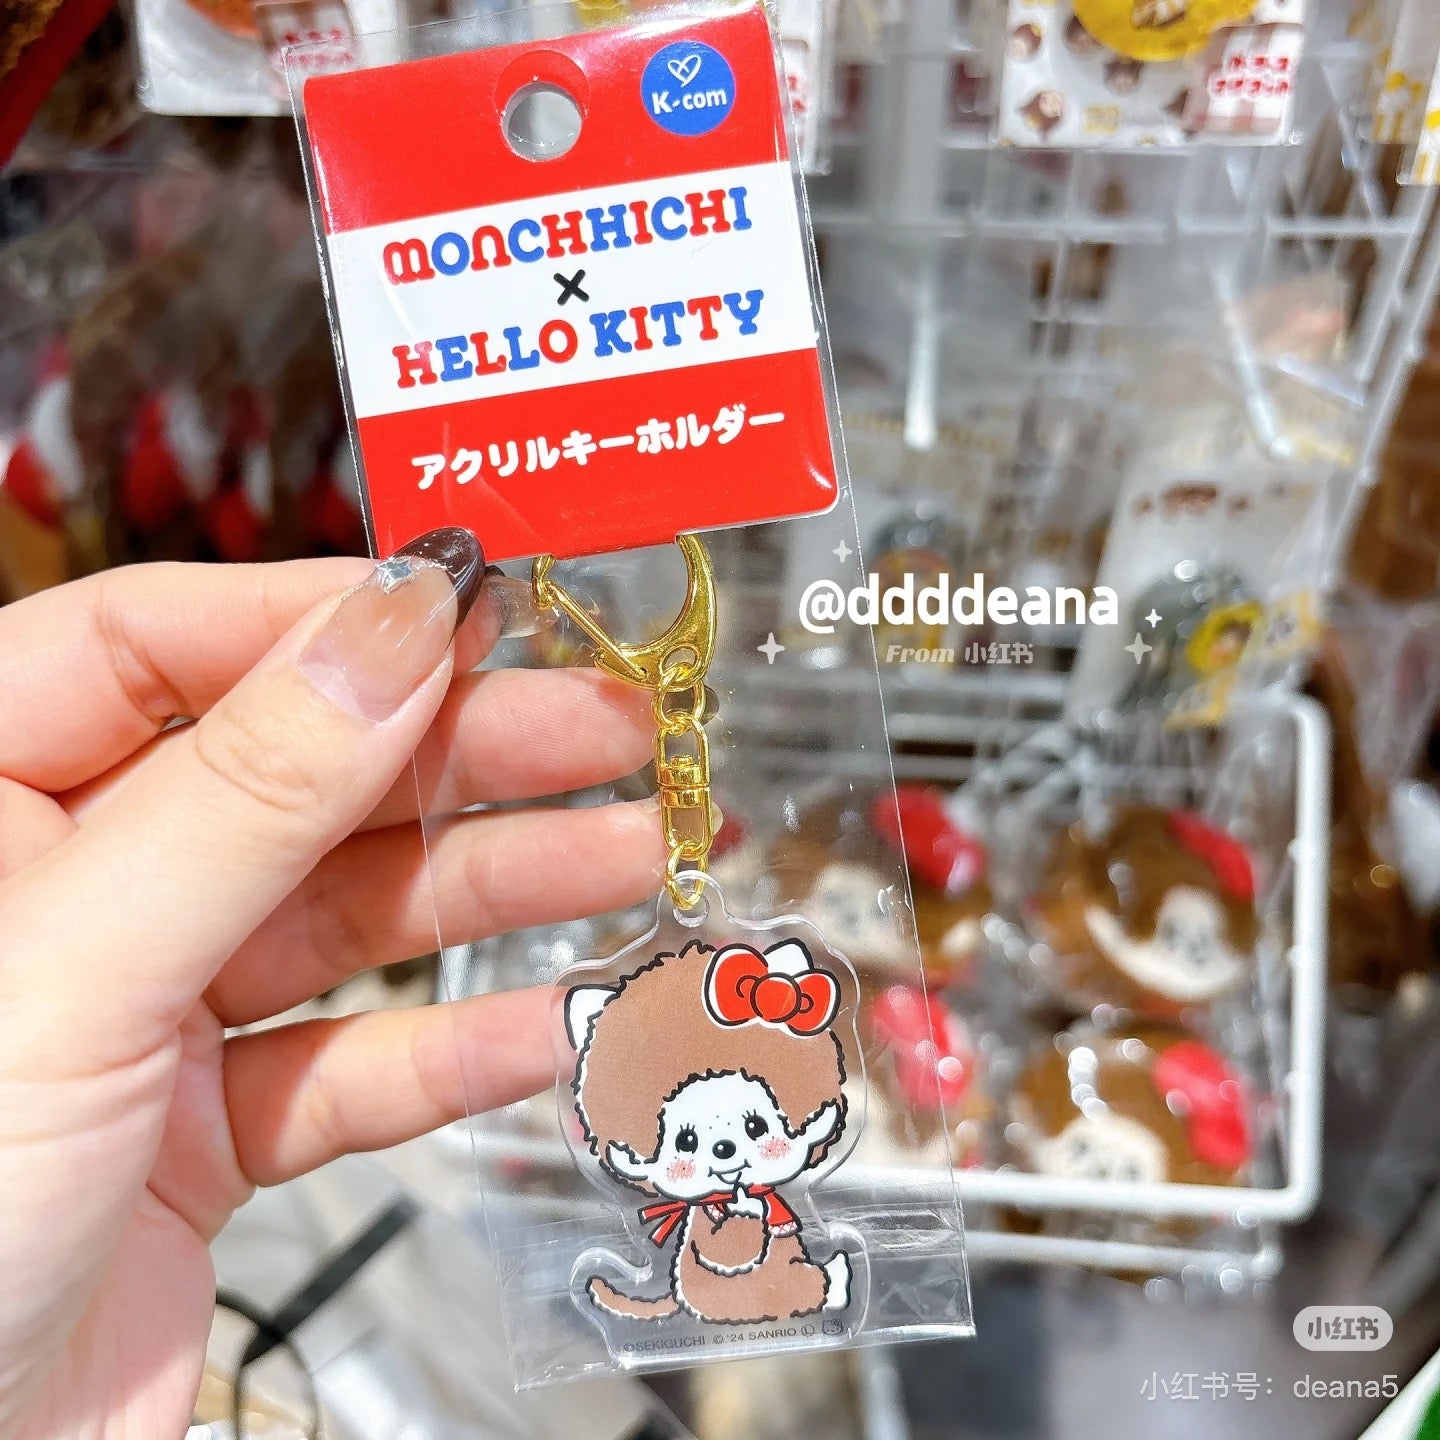 K-com
MONCHHICHI
×
HELLO KITTY
アクリルキーホルダー
@dddddeana
From 小红书
©SEKIGUCHI © '24 SANRIO Ⓛ
小红书
小红书号：deana5